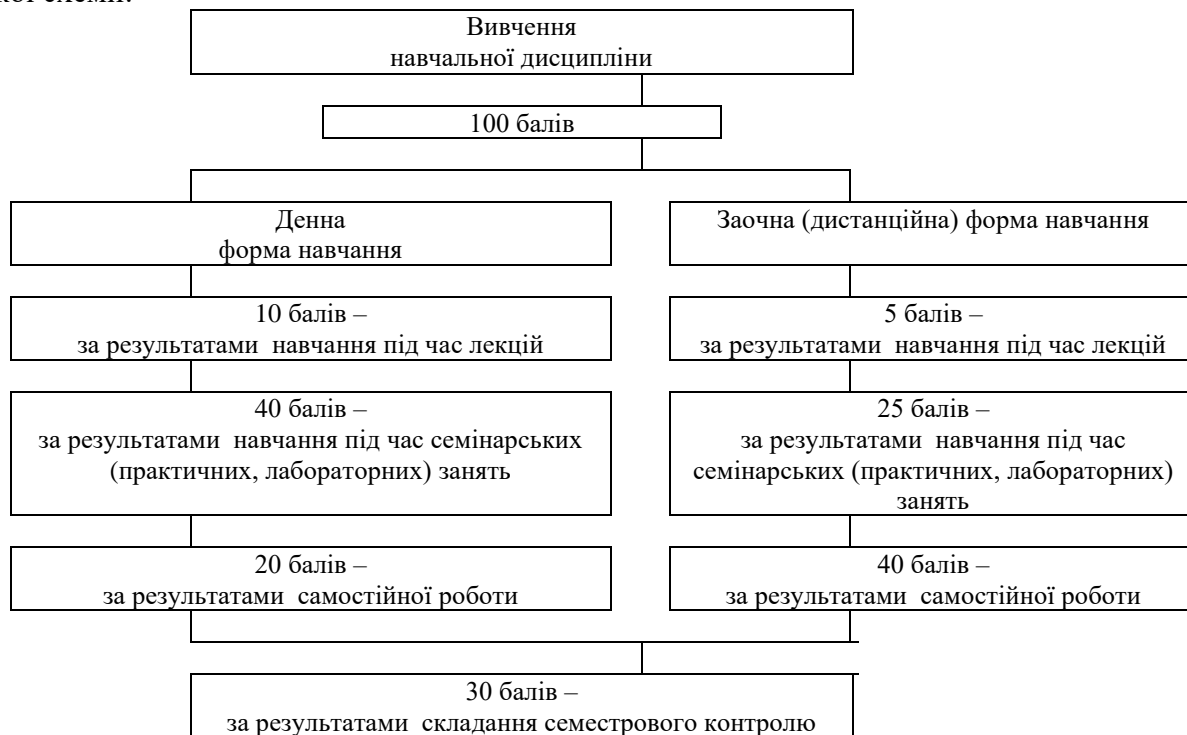 Вивчення
навчальної дисципліни
100 балів
Денна
форма навчання
Заочна (дистанційна) форма навчання
10 балів –
за результатами навчання під час лекцій
5 балів –
за результатами навчання під час лекцій
40 балів –
за результатами навчання під час семінарських
(практичних, лабораторних) занять
25 балів –
за результатами навчання під час
семінарських (практичних, лабораторних)
занять
20 балів –
за результатами самостійної роботи
40 балів –
за результатами самостійної роботи
30 балів –
за результатами складання семестрового контролю